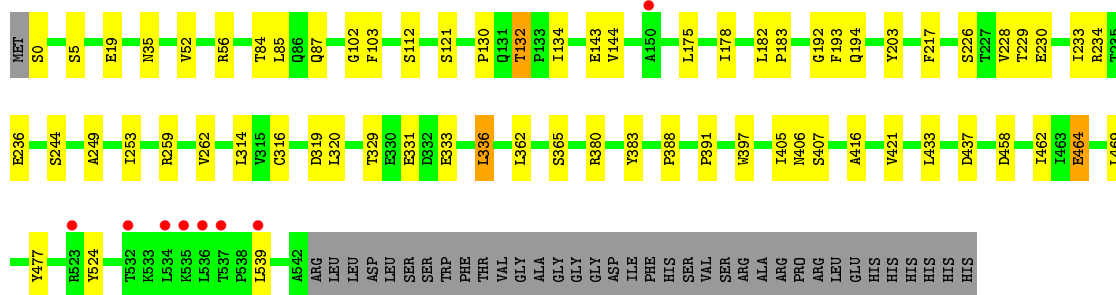 MET S0 S5 E19 N35 V52 R56 T84 L85 Q86 Q87 G102 F103 S112 S121 P130 Q131 T132 P133 I134 E143 V144 A150 L175 I178 L182 P183 G192 F193 Q194 Y203 F217 S226 T227 V228 T229 E230 I233 R234 T235
E236 S244 A249 I253 R259 V262 L314 V315 C316 D319 L320 T329 E330 E331 D332 E333 I336 L362 S365 R380 Y383 P388 P391 W397 I405 N406 S407 A416 V421 L433 D437 D458 I462 I463 E464 L469
Y477 R523 Y524 T532 K533 L534 K535 L536 T537 P538 L539 A542 ARG LEU LEU ASP LEU SER SER TRP PHE THR VAL GLY ALA GLY GLY GLY ASP ILE PHE HIS SER VAL SER ARG ALA ARG PRO ARG LEU GLU HIS HIS HIS HIS HIS HIS